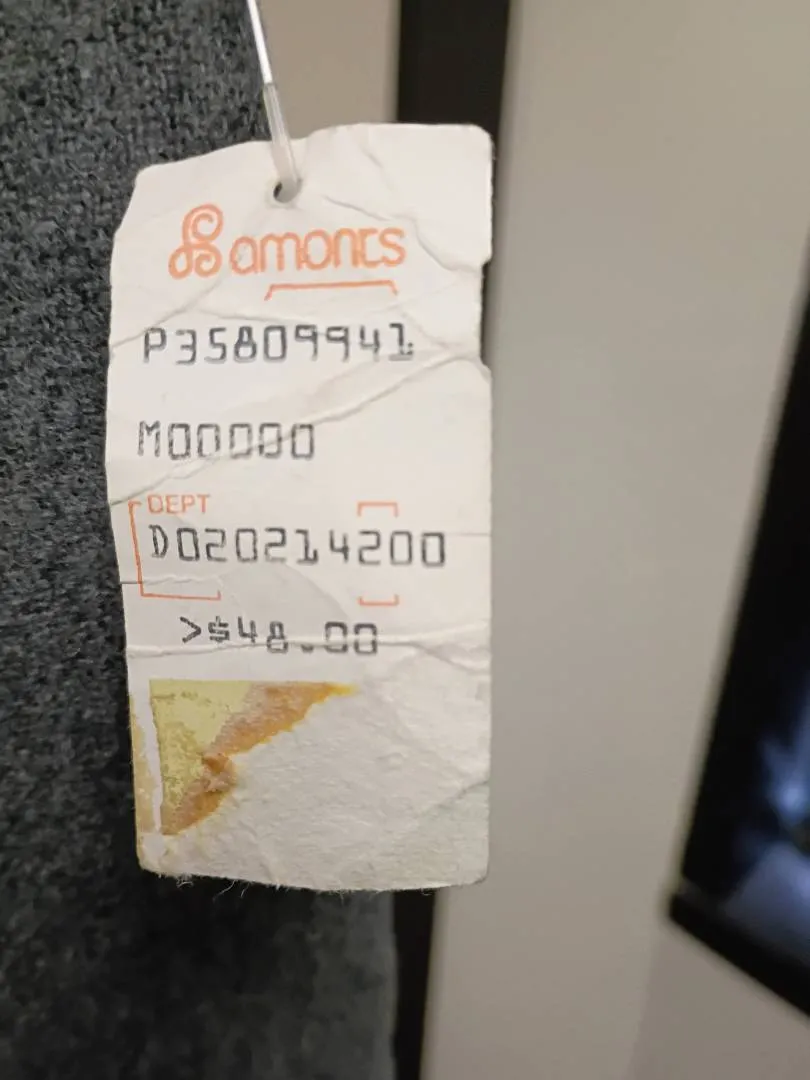 Lamonts
P35809941
M00000
DEPT
D020214200
>$48.00